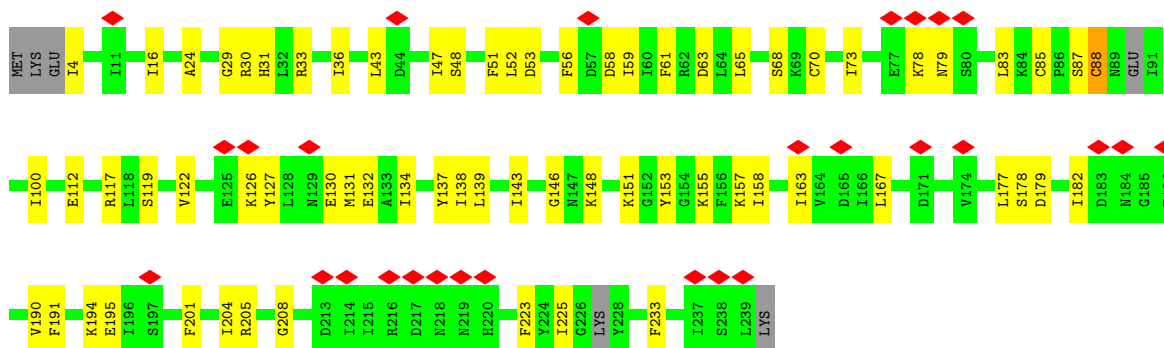 MET LYS GLU I4 I11 I16 A24 G29 R30 H31 L32 R33 I36 L43 D44 I47 S48 F51 L52 D53 F56 D57 D58 I59 I60 F61 R62 D63 L64 L65 S68 K69 C70 I73 E77 K78 N79 S80 L83 K84 C85 P86 S87 C88 N89 GLU I91
I100 E112 R117 L118 S119 V122 E125 K126 Y127 L128 N129 E130 M131 E132 A133 I134 Y137 I138 L139 I143 G146 N147 K148 K151 G152 Y153 G154 K155 F156 K157 I158 I163 V164 D165 I166 L167 D171 V174 L177 S178 D179 I182 D183 N184 G185
V190 F191 K194 E195 I196 S197 F201 I204 R205 G208 D213 I214 I215 R216 D217 N218 N219 H220 F223 Y224 I225 G226 LYS Y228 F233 I237 S238 L239 LYS